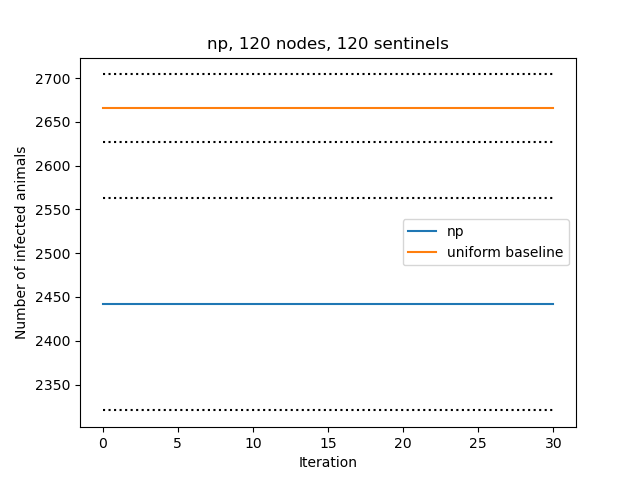 np, 120 nodes, 120 sentinels
Number of infected animals
2700
2650
2600
2550
2500
2450
2400
2350
np
uniform baseline
0 5 10 15 20 25 30
Iteration